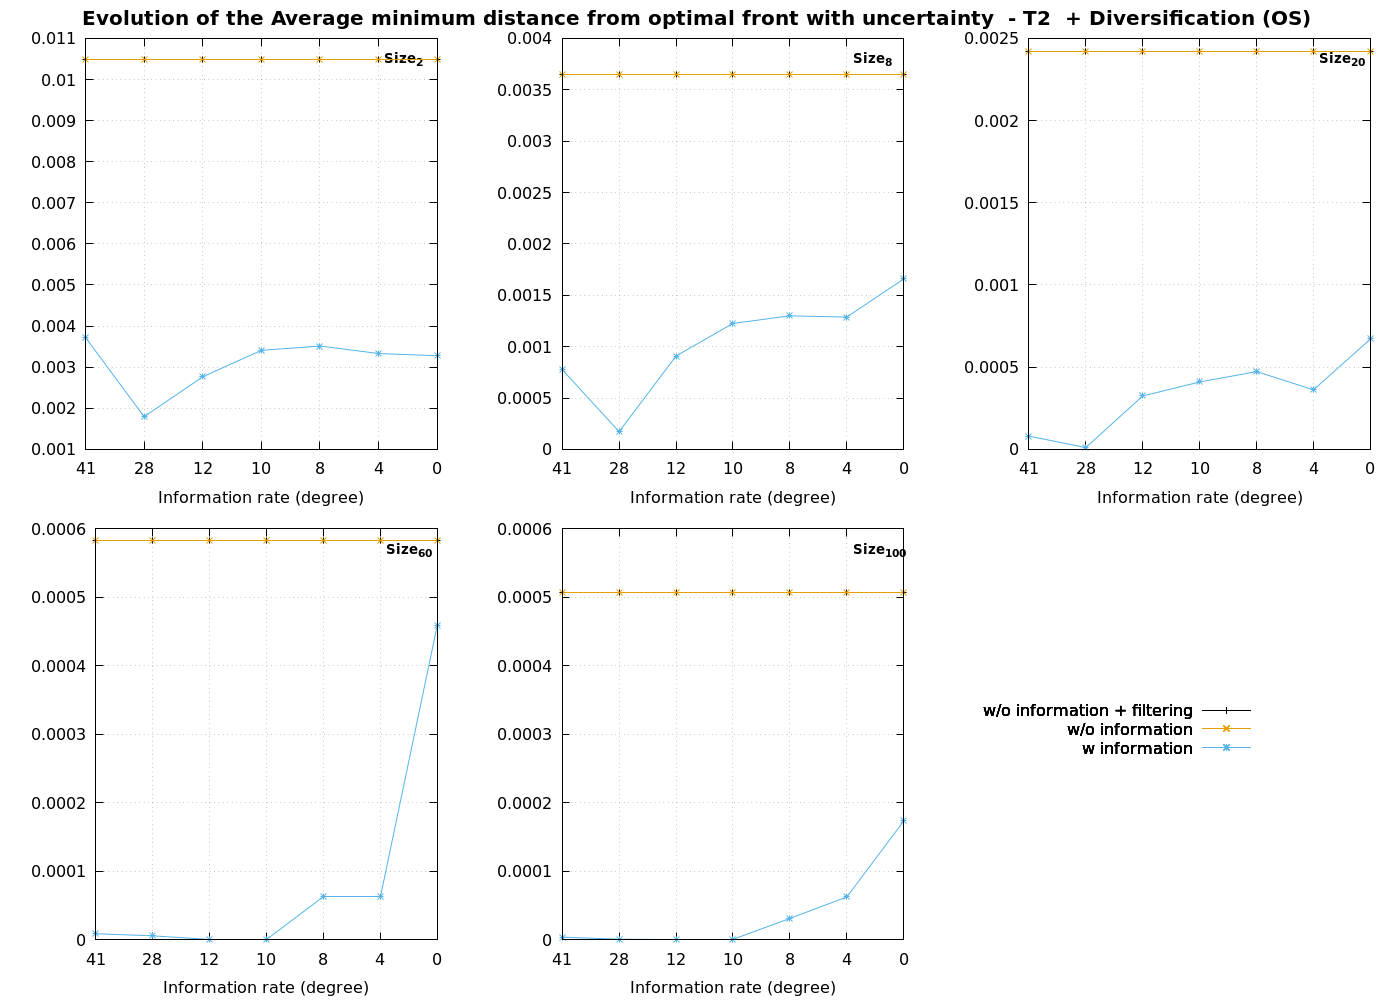 Evolution of the Average minimum distance from optimal front with uncertainty  - T2  + Diversification (OS)
0.011
0.01
0.009
0.008
0.007
0.006
0.005
0.004
0.003
0.002
0.001
Size2
41 28 12 10 8 4 0
Information rate (degree)
0.004
0.0035
0.003
0.0025
0.002
0.0015
0.001
0.0005
0
Size8
41 28 12 10 8 4 0
Information rate (degree)
0.0025
0.002
0.0015
0.001
0.0005
0
Size20
41 28 12 10 8 4 0
Information rate (degree)
0.0006
0.0005
0.0004
0.0003
0.0002
0.0001
0
Size60
41 28 12 10 8 4 0
Information rate (degree)
0.0006
0.0005
0.0004
0.0003
0.0002
0.0001
0
Size100
41 28 12 10 8 4 0
Information rate (degree)
w/o information + filtering
w/o information
w information